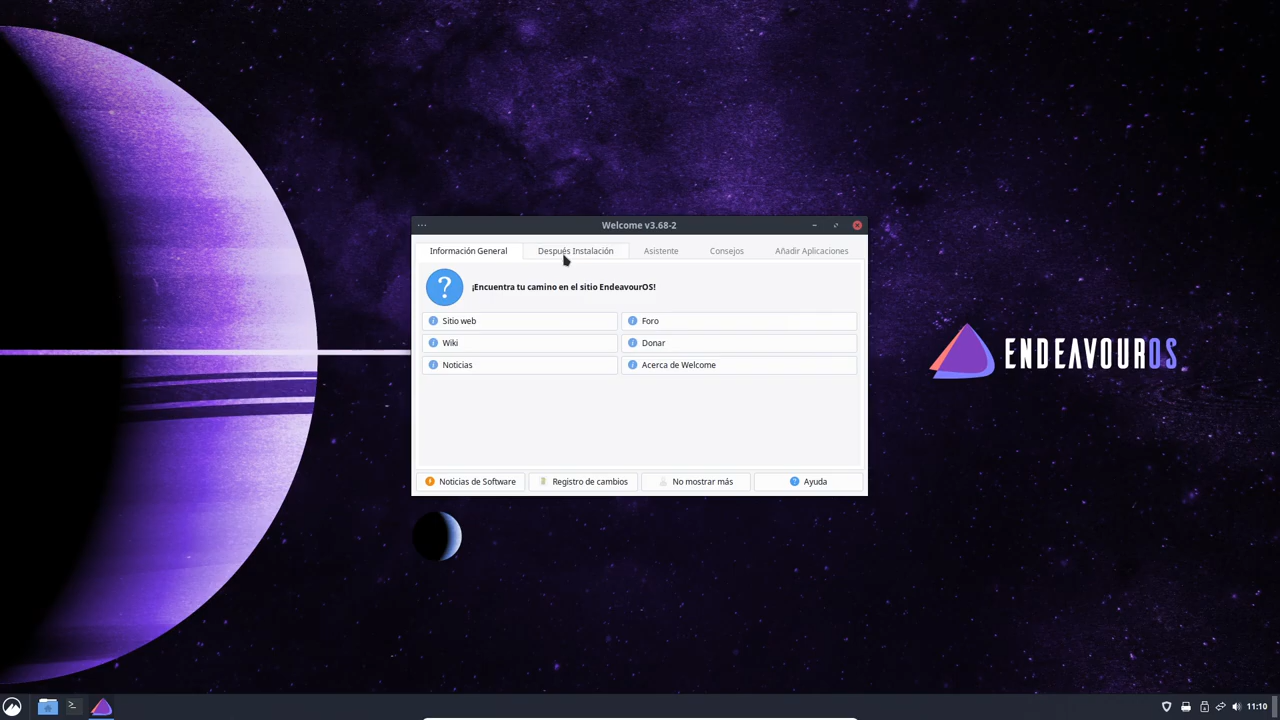 Welcome v3.68-2
Información General Después Instalación Asistente Consejos Añadir Aplicaciones
¡Encuentra tu camino en el sitio EndeavourOS!
Sitio web Foro
Wiki Donar
Noticias Acerca de Welcome
ENDEAVOUROS
Noticias de Software Registro de cambios No mostrar más Ayuda
11:10